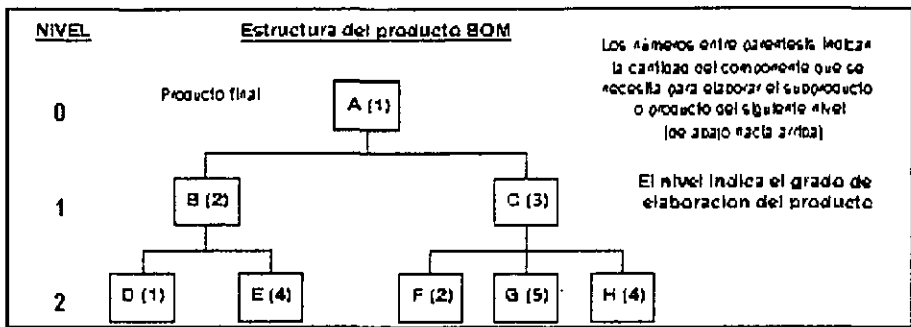 NIVEL
Estructura del producto BOM
Los números entre parentesis indican
la cantidad del componente que se
necesita para elaborar el subproducto
o producto del siguiente nivel
(de abajo hacia arriba)
Producto final
0
A (1)
El nivel indica el grado de
elaboracion del producto
1
B (2)
C (3)
2
D (1)
E (4)
F (2)
G (5)
H (4)